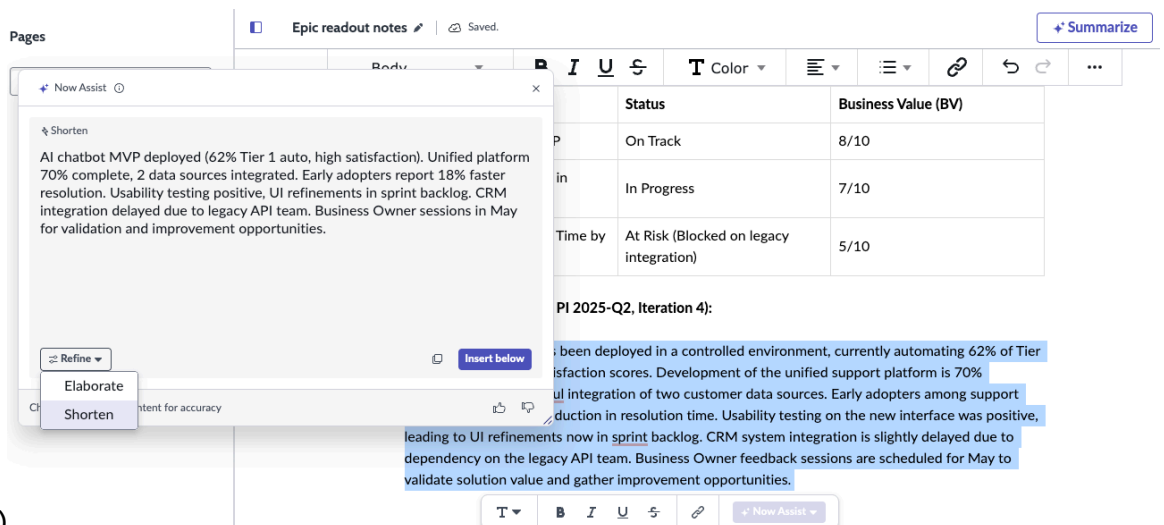 Pages
Epic readout notes
Saved.
Summarize
Body
B I U S T Color
Now Assist
Shorten
AI chatbot MVP deployed (62% Tier 1 auto, high satisfaction). Unified platform
70% complete, 2 data sources integrated. Early adopters report 18% faster
resolution. Usability testing positive, UI refinements in sprint backlog. CRM
integration delayed due to legacy API team. Business Owner sessions in May
for validation and improvement opportunities.
Refine
Insert below
Elaborate
Shorten
for accuracy
Status Business Value (BV)
On Track 8/10
in
In Progress 7/10
Time by
At Risk (Blocked on legacy
integration)
5/10
PI 2025-Q2, Iteration 4):
been deployed in a controlled environment, currently automating 62% of Tier
scores. Development of the unified support platform is 70%
integration of two customer data sources. Early adopters among support
in resolution time. Usability testing on the new interface was positive,
leading to UI refinements now in sprint backlog. CRM system integration is slightly delayed due to
dependency on the legacy API team. Business Owner feedback sessions are scheduled for May to
validate solution value and gather improvement opportunities.
T B I U S Now Assist